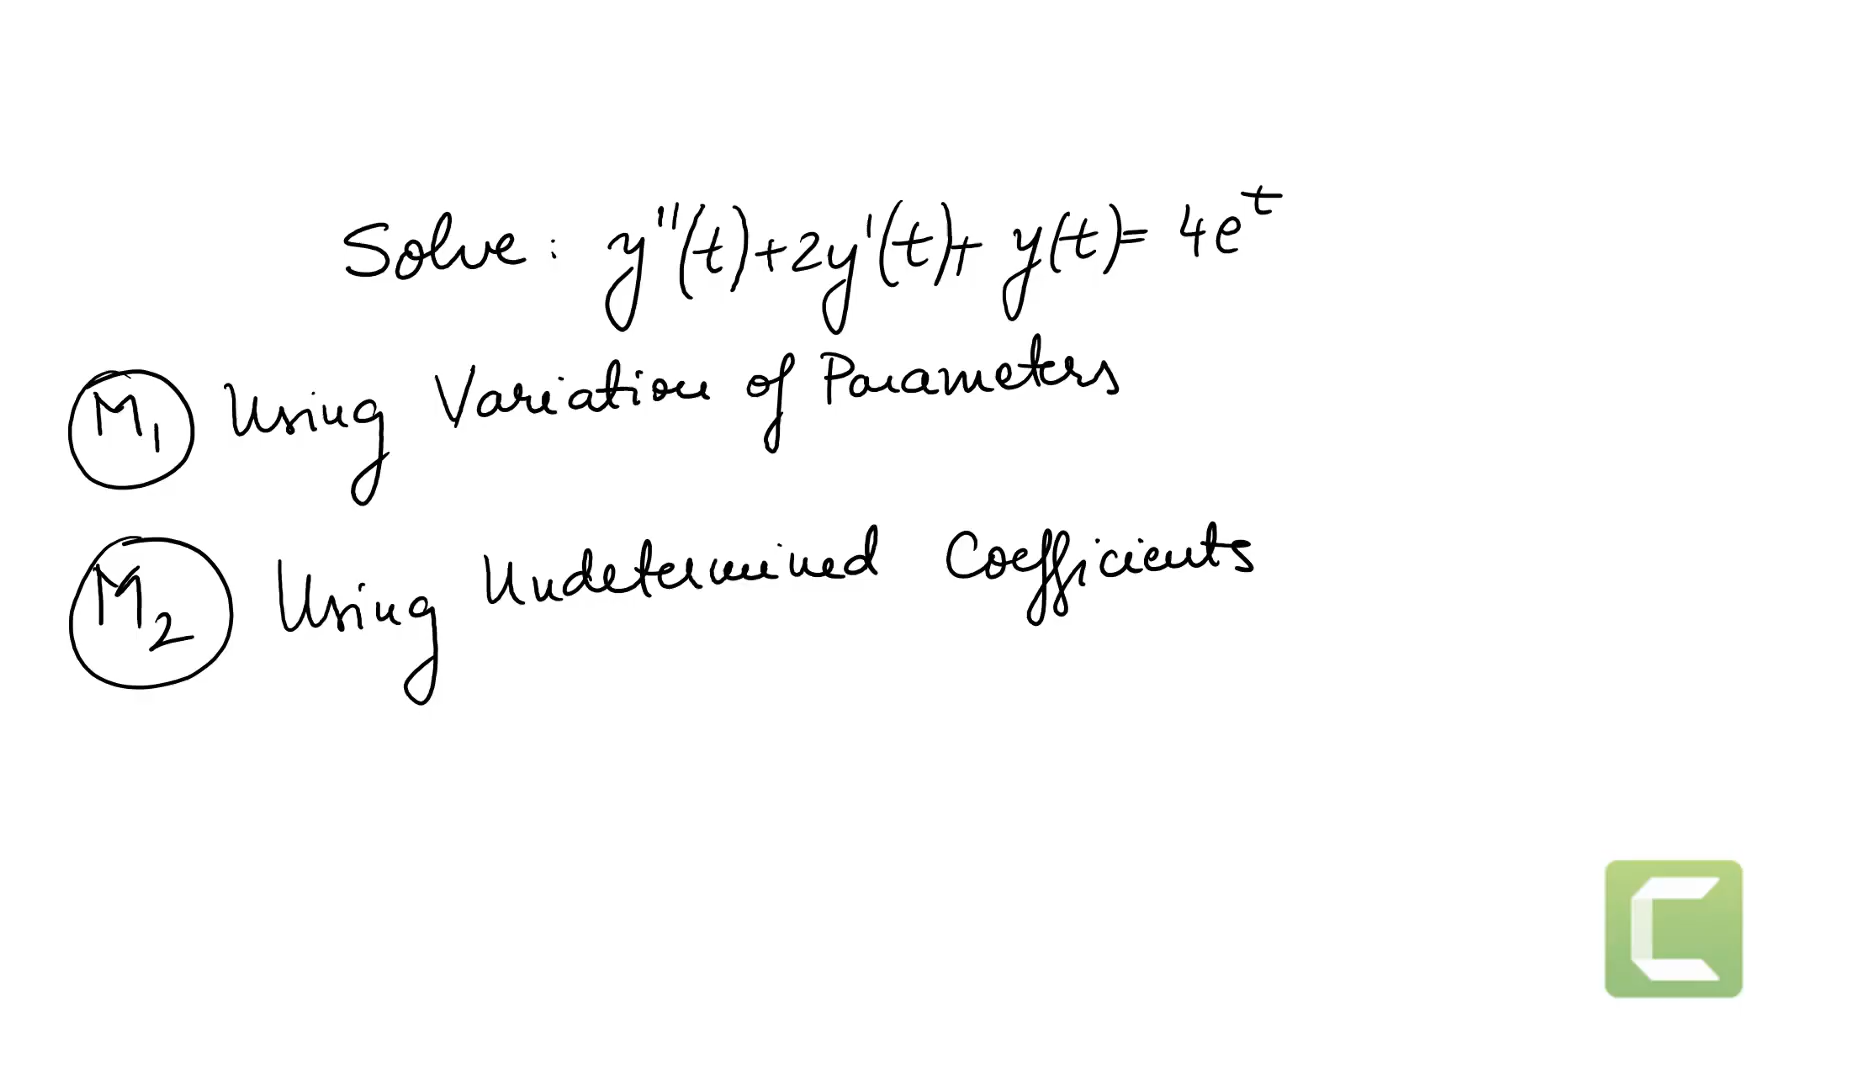 Solve: y"(t)+2y'(t)+ y(t)= 4e^t
M₁ Using Variation of Parameters
M₂ Using Undetermined Coefficients